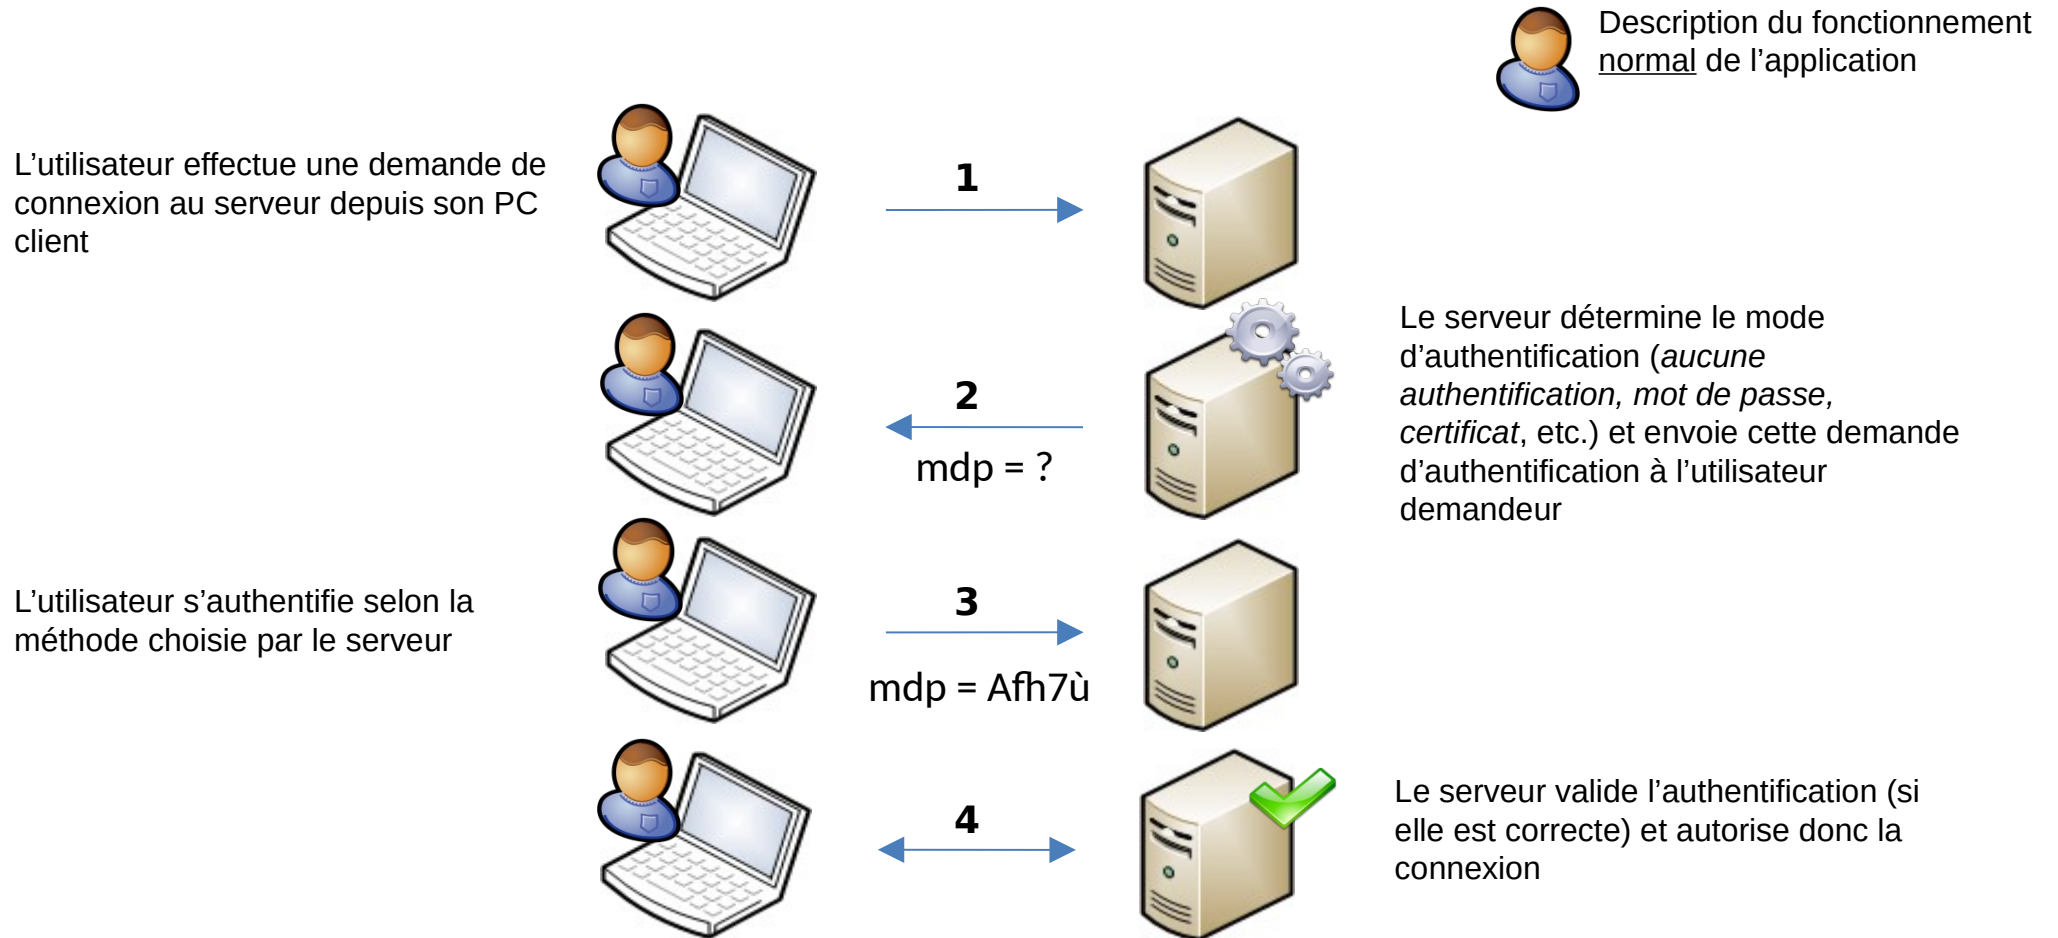 Description du fonctionnement
normal de l’application
L’utilisateur effectue une demande de
connexion au serveur depuis son PC
client
1
Le serveur détermine le mode
d’authentification (aucune
authentification, mot de passe,
certificat, etc.) et envoie cette demande
d’authentification à l’utilisateur
demandeur
2
mdp = ?
L’utilisateur s’authentifie selon la
méthode choisie par le serveur
3
mdp = Afh7ù
4
Le serveur valide l’authentification (si
elle est correcte) et autorise donc la
connexion